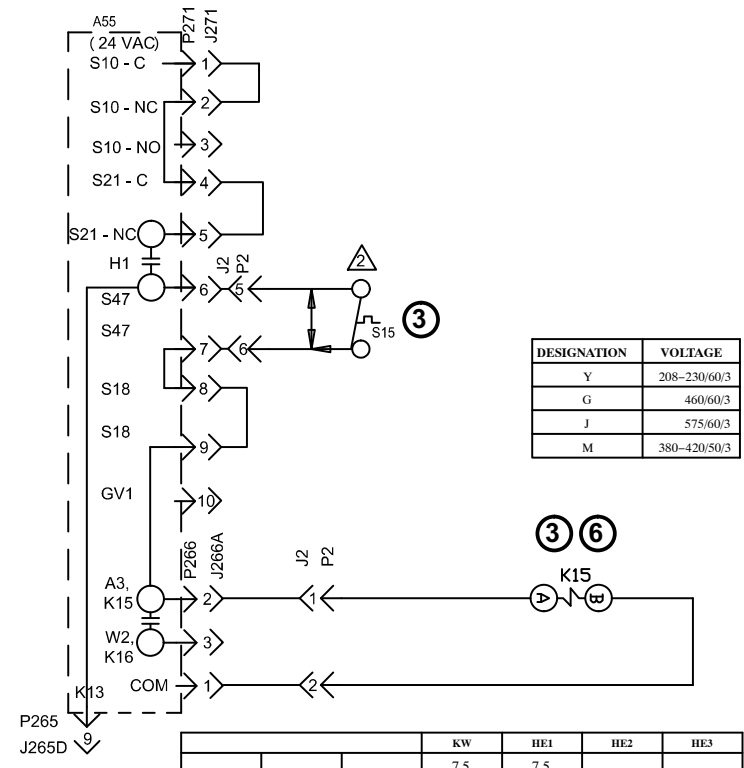 A55
(24 VAC)
P271
J271
S10 - C
1
S10 - NC
2
S10 - NO
3
S21 - C
4
S21 - NC
5
H1
J2
P2
2
S47
6
5
S15
3
S47
7
6
S18
8
S18
9
GV1
10
DESIGNATION VOLTAGE
Y 208–230/60/3
G 460/60/3
J 575/60/3
M 380–420/50/3
P266
J266A
J2
P2
3 6
K15
A3,
K15
2
1
A
B
W2,
K16
3
COM
1
2
K13
P265
J265D
9
KW HE1 HE2 HE3
7.5 7.5